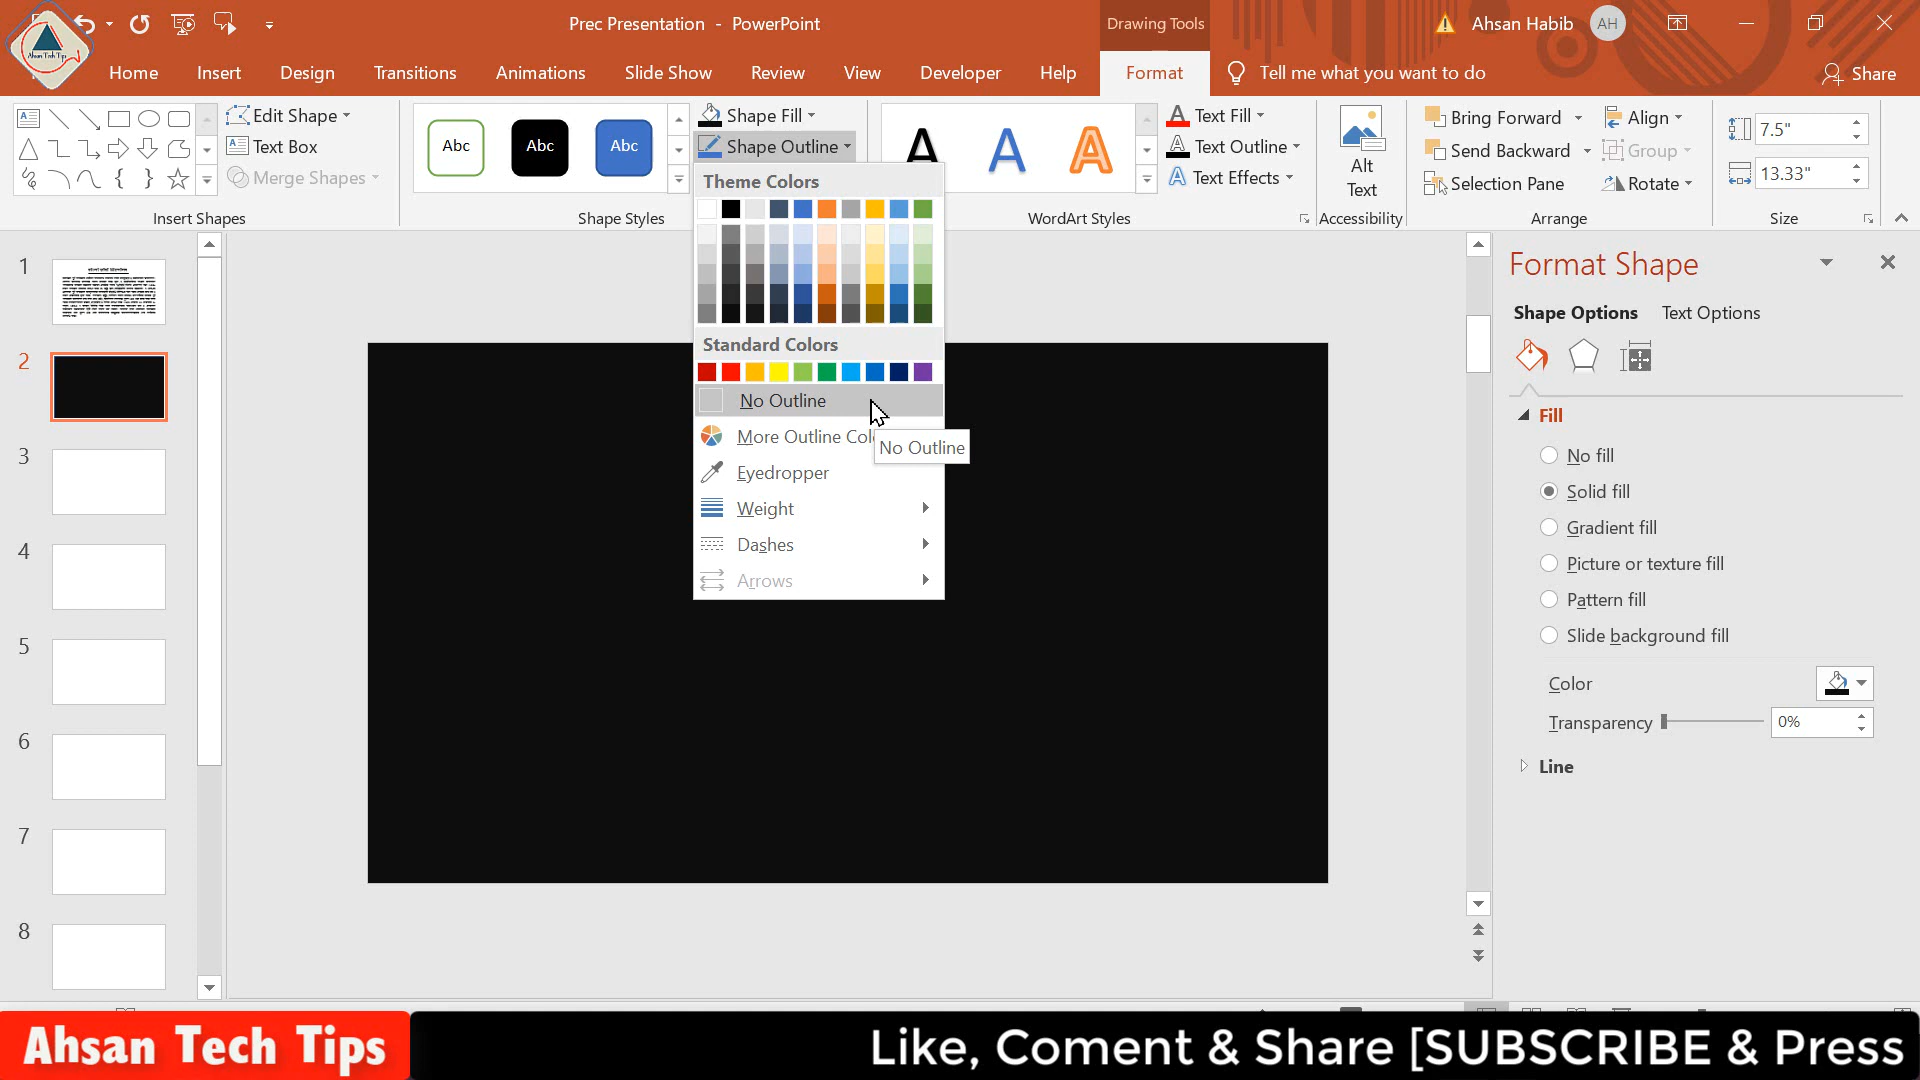 Prec Presentation - PowerPoint
Drawing Tools
Ahsan Habib
AH
Ahsan Tech Tips
Home
Insert
Design
Transitions
Animations
Slide Show
Review
View
Developer
Help
Format
Tell me what you want to do
Share
Edit Shape
Text Box
Merge Shapes
Insert Shapes
Abc
Abc
Abc
Shape Styles
Shape Fill
Shape Outline
A
A
A
WordArt Styles
Text Fill
Text Outline
Text Effects
Alt
Text
Accessibility
Bring Forward
Send Backward
Selection Pane
Align
Group
Rotate
Arrange
7.5"
13.33"
Size
Theme Colors
Standard Colors
No Outline
More Outline Col
No Outline
Eyedropper
Weight
Dashes
Arrows
1
2
3
4
5
6
7
8
Format Shape
Shape Options
Text Options
Fill
No fill
Solid fill
Gradient fill
Picture or texture fill
Pattern fill
Slide background fill
Color
Transparency
0%
Line
Ahsan Tech Tips
Like, Coment & Share [SUBSCRIBE & Press